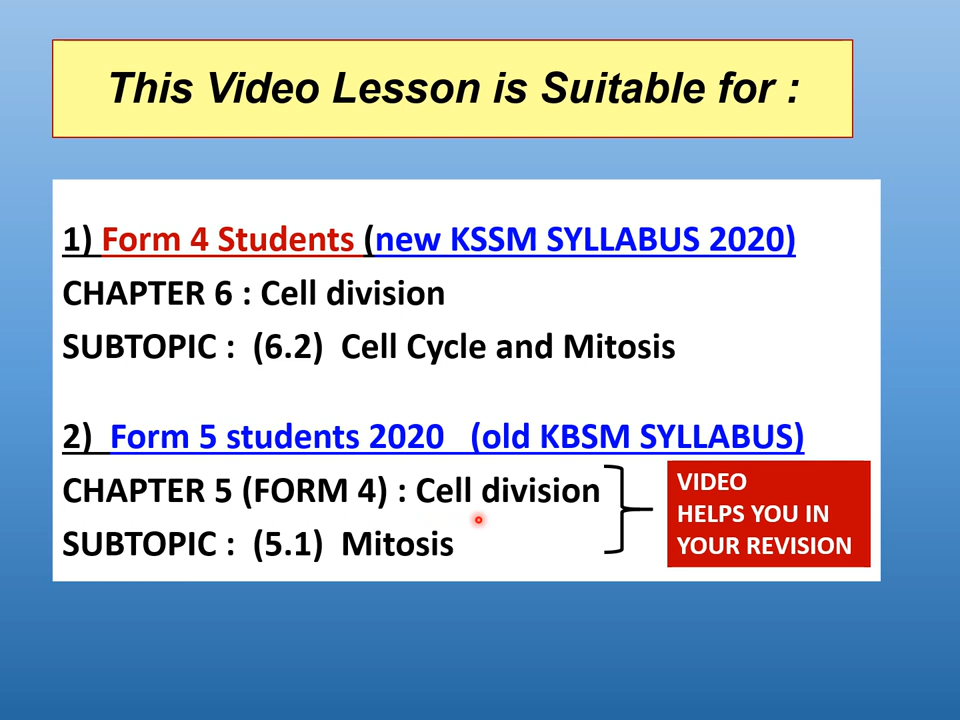 This Video Lesson is Suitable for :
1) Form 4 Students (new KSSM SYLLABUS 2020)
CHAPTER 6 : Cell division
SUBTOPIC :  (6.2)  Cell Cycle and Mitosis
2)  Form 5 students 2020   (old KBSM SYLLABUS)
CHAPTER 5 (FORM 4) : Cell division
SUBTOPIC :  (5.1)  Mitosis
VIDEO
HELPS YOU IN
YOUR REVISION